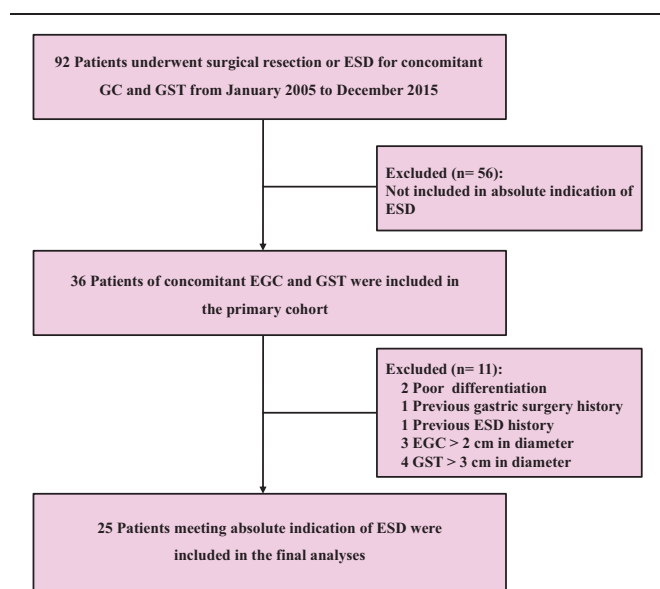 92 Patients underwent surgical resection or ESD for concomitant
GC and GST from January 2005 to December 2015
Excluded (n= 56):
Not included in absolute indication of
ESD
36 Patients of concomitant EGC and GST were included in
the primary cohort
Excluded (n= 11):
2 Poor differentiation
1 Previous gastric surgery history
1 Previous ESD history
3 EGC > 2 cm in diameter
4 GST > 3 cm in diameter
25 Patients meeting absolute indication of ESD were
included in the final analyses